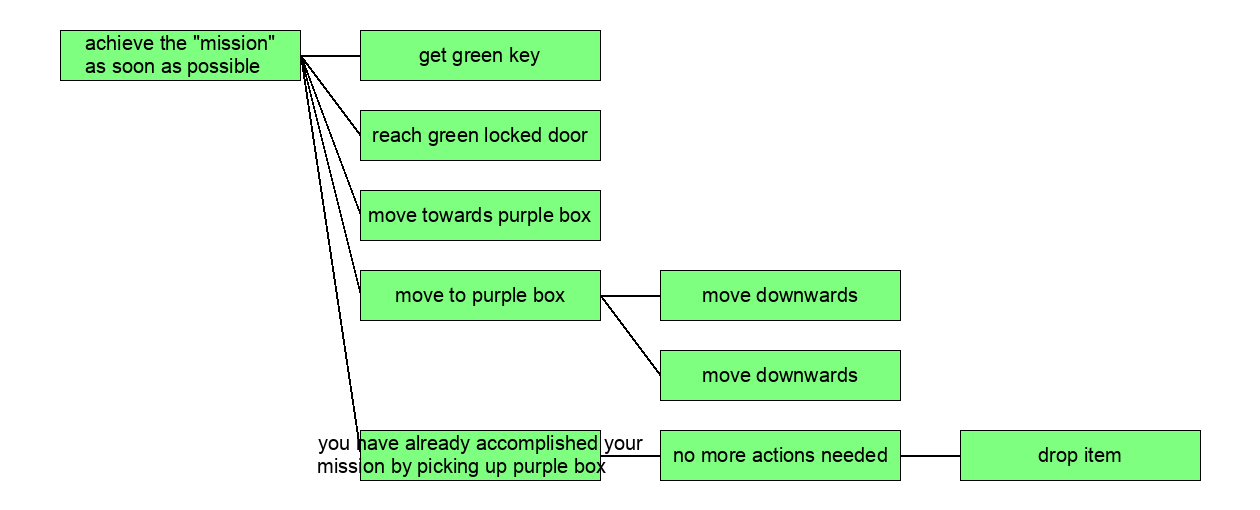 achieve the "mission"
as soon as possible
get green key
reach green locked door
move towards purple box
move to purple box
move downwards
move downwards
you have already accomplished your
mission by picking up purple box
no more actions needed
drop item